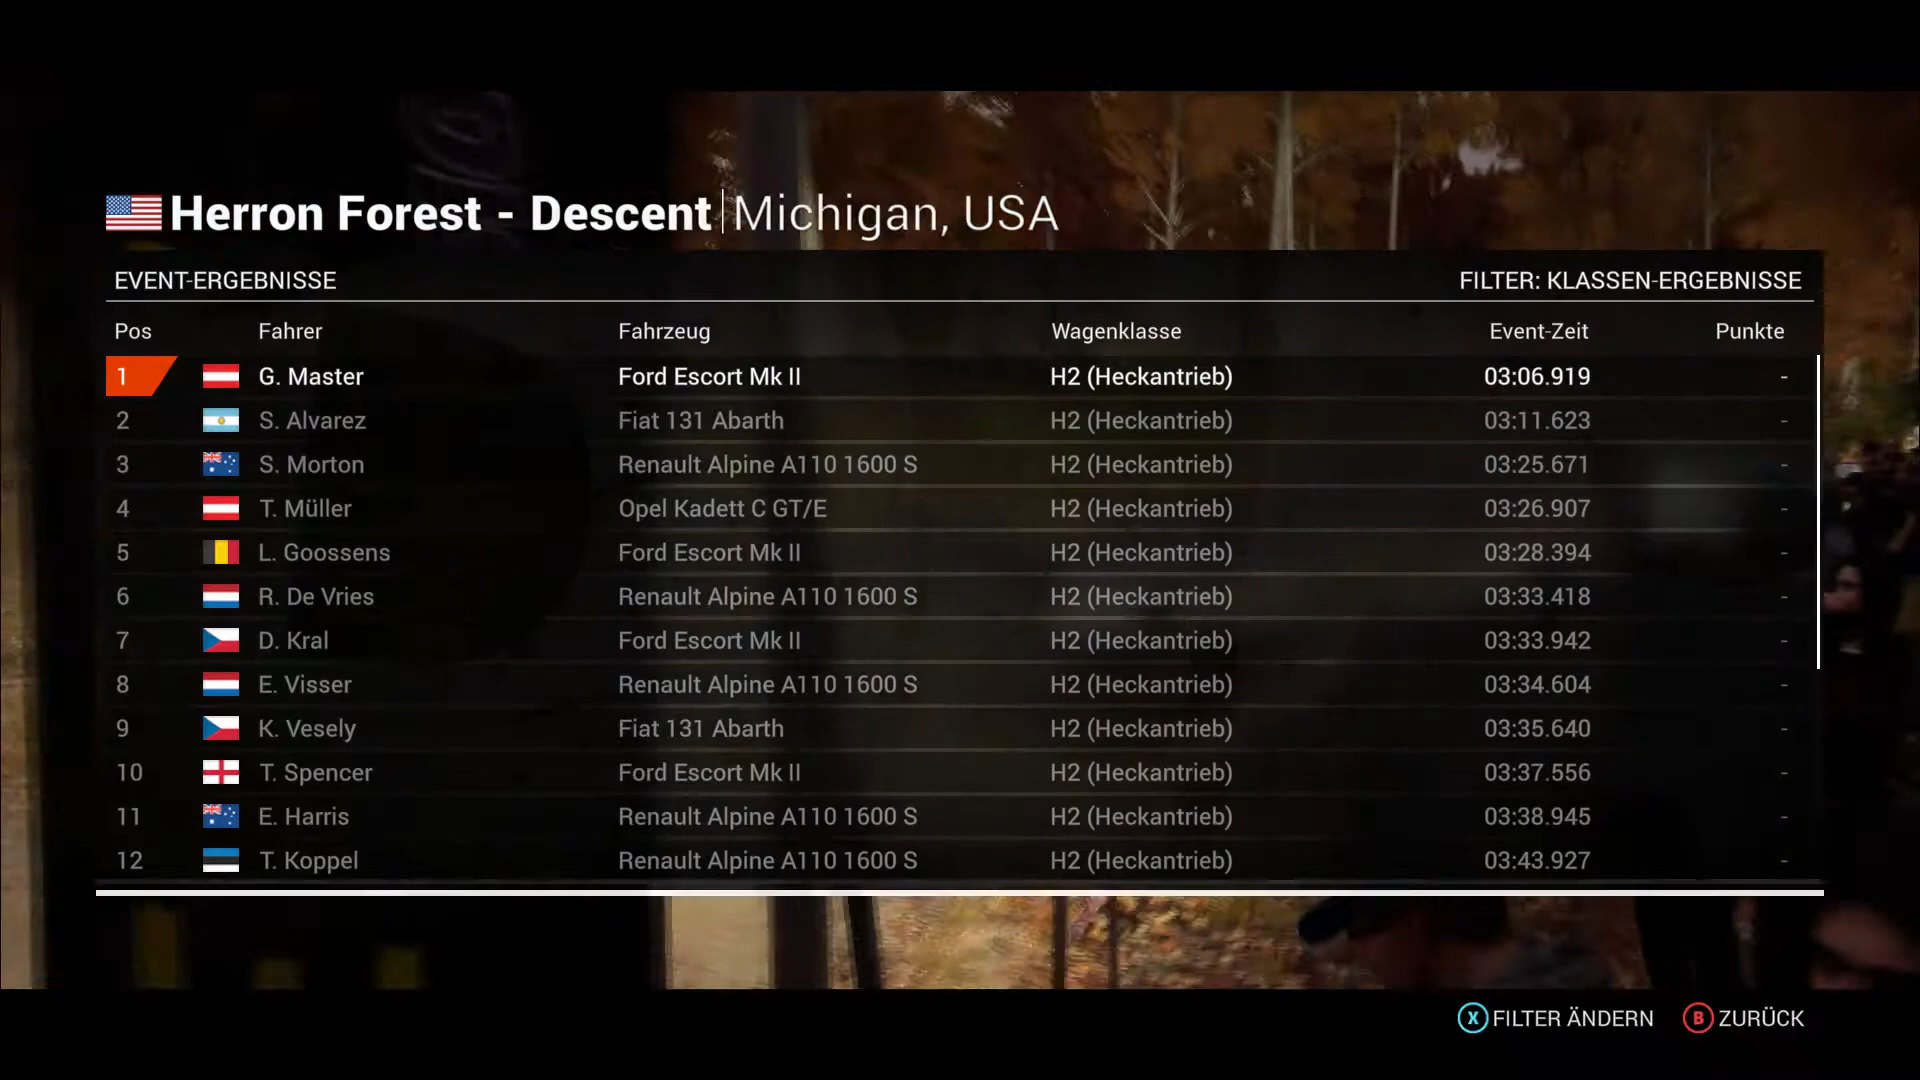 Herron Forest - Descent | Michigan, USA
EVENT-ERGEBNISSE FILTER: KLASSEN-ERGEBNISSE
Pos Fahrer Fahrzeug Wagenklasse Event-Zeit Punkte
1 G. Master Ford Escort Mk II H2 (Heckantrieb) 03:06.919 -
2 S. Alvarez Fiat 131 Abarth H2 (Heckantrieb) 03:11.623 -
3 S. Morton Renault Alpine A110 1600 S H2 (Heckantrieb) 03:25.671 -
4 T. Müller Opel Kadett C GT/E H2 (Heckantrieb) 03:26.907 -
5 L. Goossens Ford Escort Mk II H2 (Heckantrieb) 03:28.394 -
6 R. De Vries Renault Alpine A110 1600 S H2 (Heckantrieb) 03:33.418 -
7 D. Kral Ford Escort Mk II H2 (Heckantrieb) 03:33.942 -
8 E. Visser Renault Alpine A110 1600 S H2 (Heckantrieb) 03:34.604 -
9 K. Vesely Fiat 131 Abarth H2 (Heckantrieb) 03:35.640 -
10 T. Spencer Ford Escort Mk II H2 (Heckantrieb) 03:37.556 -
11 E. Harris Renault Alpine A110 1600 S H2 (Heckantrieb) 03:38.945 -
12 T. Koppel Renault Alpine A110 1600 S H2 (Heckantrieb) 03:43.927 -
X FILTER ÄNDERN B ZURÜCK